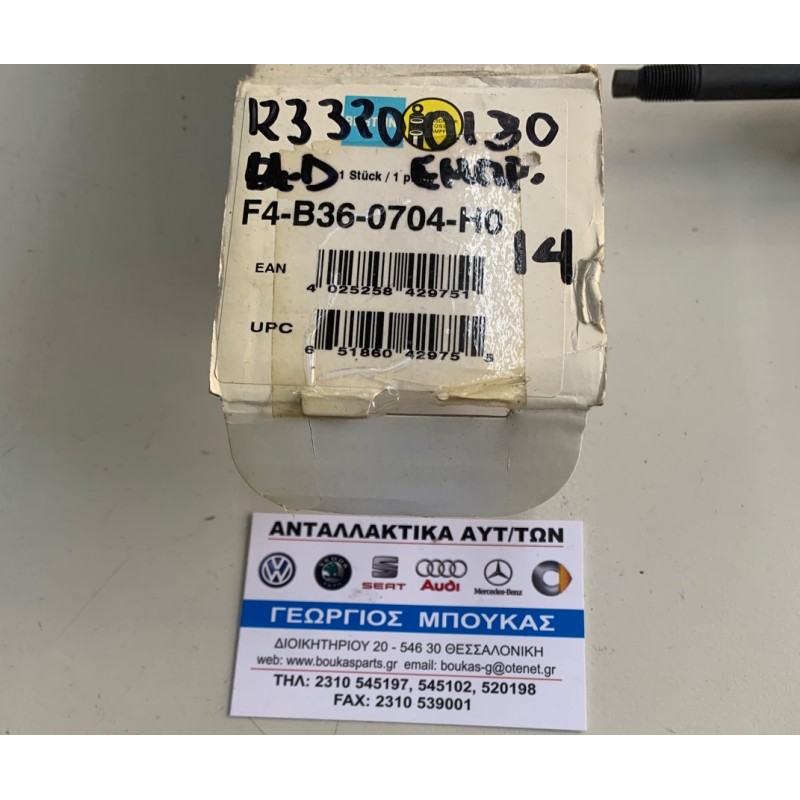 1233200130
1 Stück / 1 p
ΕΜΠΡ.
F4-B36-0704-H0
14
EAN
4 025258 429751
UPC
6 51860 42975 5
ΑΝΤΑΛΛΑΚΤΙΚΑ ΑΥΤ/ΤΩΝ
SEAT Audi Mercedes-Benz
ΓΕΩΡΓΙΟΣ ΜΠΟΥΚΑΣ
ΔΙΟΙΚΗΤΗΡΙΟΥ 20 - 546 30 ΘΕΣΣΑΛΟΝΙΚΗ
web: www.boukasparts.gr email: boukas-g@otenet.gr
ΤΗΛ: 2310 545197, 545102, 520198
FAX: 2310 539001